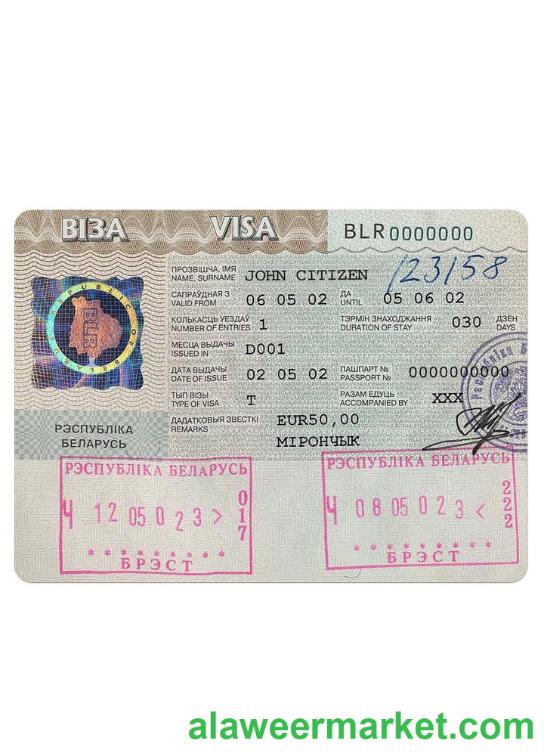 ВІЗА VISA BLR0000000
ПРОЗВІШЧА, ІМЯ
NAME, SURNAME JOHN CITIZEN 123158
САПРАЎДНАЯ З
VALID FROM 06 05 02 ДА
UNTIL 05 06 02
КОЛЬКАСЦЬ УЕЗДАЎ
NUMBER OF ENTRIES 1 ТЭРМІН ЗНАХОДЖАННЯ
DURATION OF STAY 030 ДЗЁН
DAYS
МЕСЦА ВЫДАЧЫ
ISSUED IN D001
ДАТА ВЫДАЧЫ
DATE OF ISSUE 02 05 02 ПАШПАРТ №
PASSPORT № 0000000000
ТЫП ВІЗЫ
TYPE OF VISA T РАЗАМ ЕДУЦЬ
ACCOMPANIED BY XXX
ДАДАТКОВЫЯ ЗВЕСТКІ
REMARKS EUR50,00
МІРОНЧЫК
BLR
РЭСПУБЛІКА
БЕЛАРУСЬ
РЭСПУБЛІКА БЕЛАРУСЬ
Ч 12 05 02 3 > 017
* * * * * * * *
БРЭСТ
РЭСПУБЛІКА БЕЛАРУСЬ
Ч 08 05 02 3 < 222
* * * * * * * *
БРЭСТ
alaweermarket.com